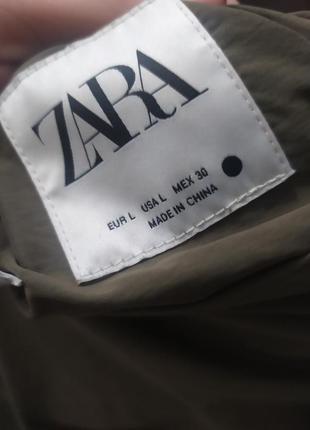 ZARA
EUR L USA L MEX 30
MADE IN CHINA